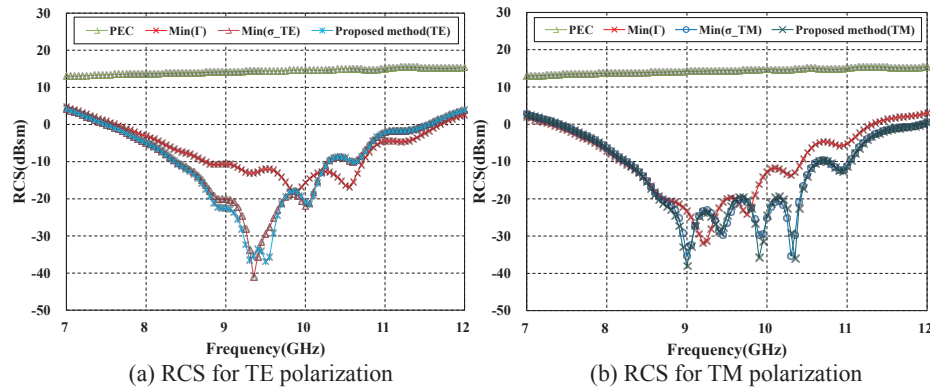 PEC Min(Γ) Min(σ_TE) Proposed method(TE)
30
20
10
0
-10
-20
-30
-40
-50
RCS(dBsm)
7 8 9 10 11 12
Frequency(GHz)
(a) RCS for TE polarization
PEC Min(Γ) Min(σ_TM) Proposed method(TM)
30
20
10
0
-10
-20
-30
-40
-50
RCS(dBsm)
7 8 9 10 11 12
Frequency(GHz)
(b) RCS for TM polarization